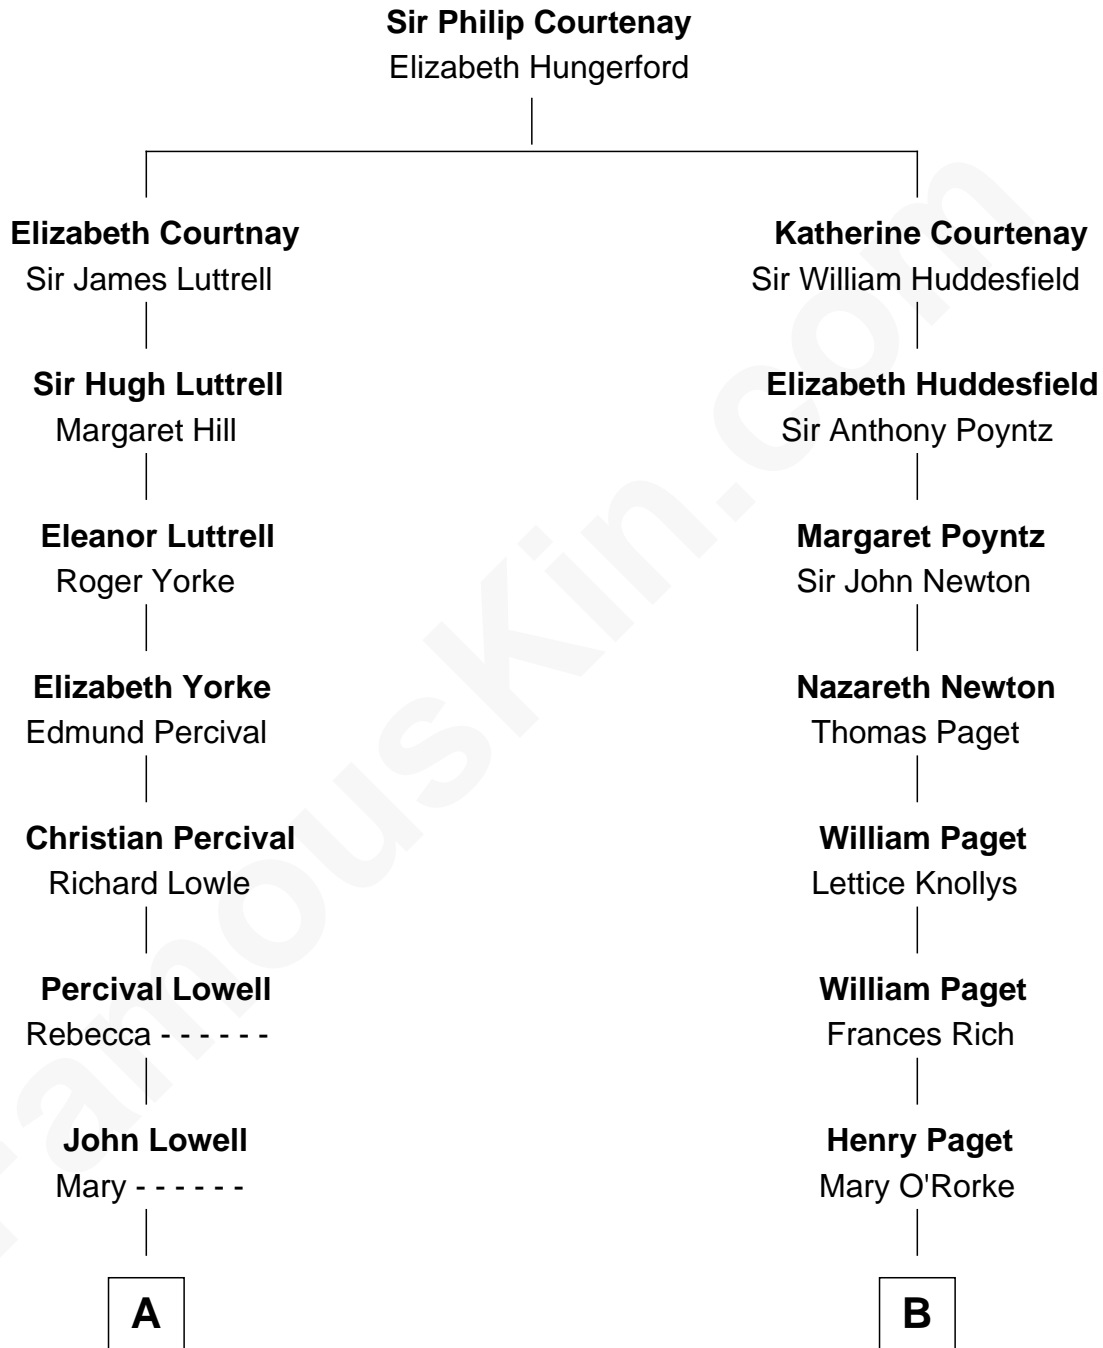 Sir Philip Courtenay
Elizabeth Hungerford
Elizabeth Courtnay
Sir James Luttrell
Katherine Courtenay
Sir William Huddesfield
Sir Hugh Luttrell
Margaret Hill
Elizabeth Huddesfield
Sir Anthony Poyntz
Eleanor Luttrell
Roger Yorke
Margaret Poyntz
Sir John Newton
Elizabeth Yorke
Edmund Percival
Nazareth Newton
Thomas Paget
Christian Percival
Richard Lowle
William Paget
Lettice Knollys
Percival Lowell
Rebecca - - - - - -
William Paget
Frances Rich
John Lowell
Mary - - - - - -
Henry Paget
Mary O'Rorke
A
B
FamousKin.com